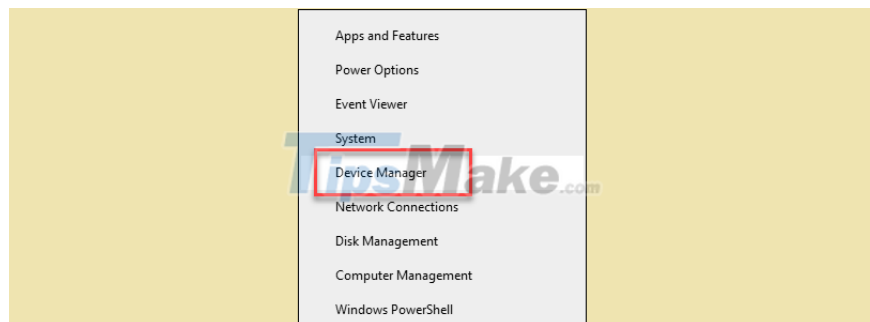 Apps and Features
Power Options
Event Viewer
System
Device Manager
TipsMake.com
Network Connections
Disk Management
Computer Management
Windows PowerShell